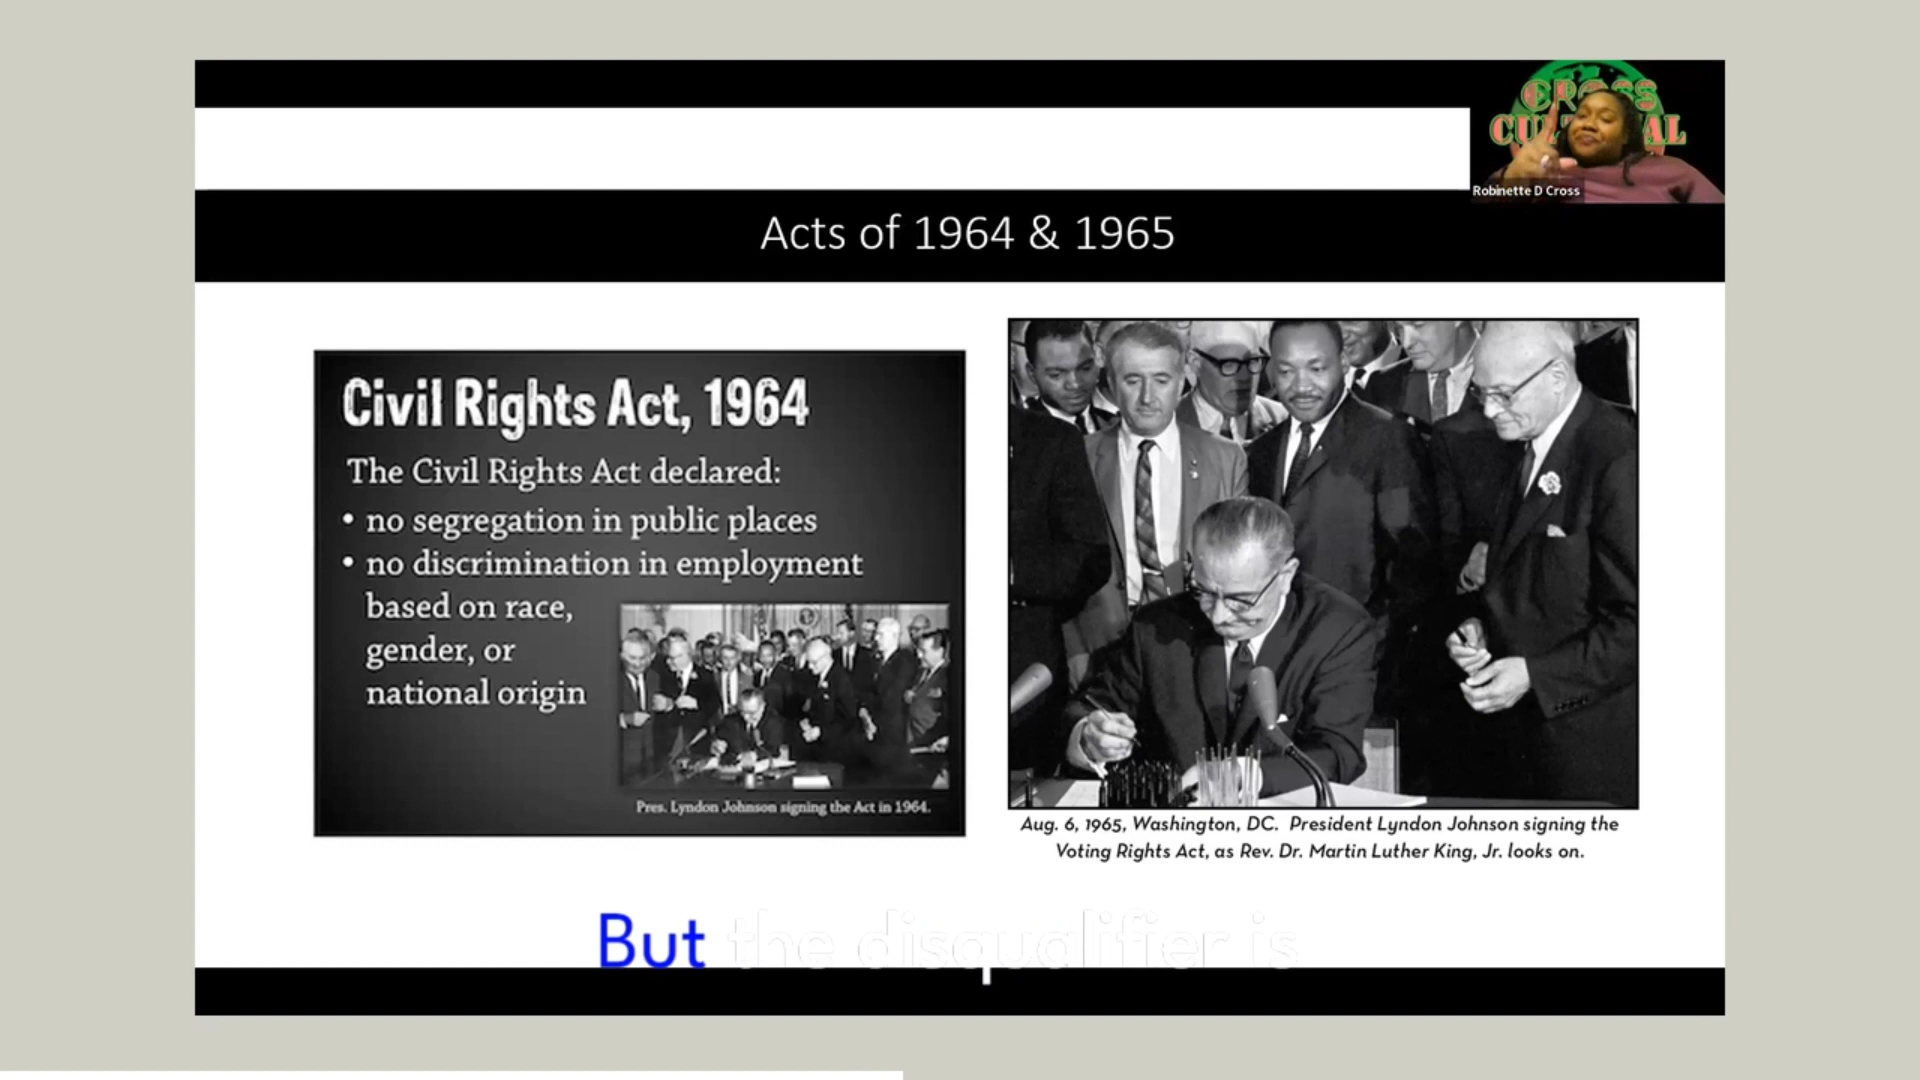 CROSS
CUL AL
Robinette D Cross
Acts of 1964 & 1965
Civil Rights Act, 1964
The Civil Rights Act declared:
• no segregation in public places
• no discrimination in employment
based on race,
gender, or
national origin
Pres. Lyndon Johnson signing the Act in 1964.
Aug. 6, 1965, Washington, DC. President Lyndon Johnson signing the
Voting Rights Act, as Rev. Dr. Martin Luther King, Jr. looks on.
But the disqualifier is